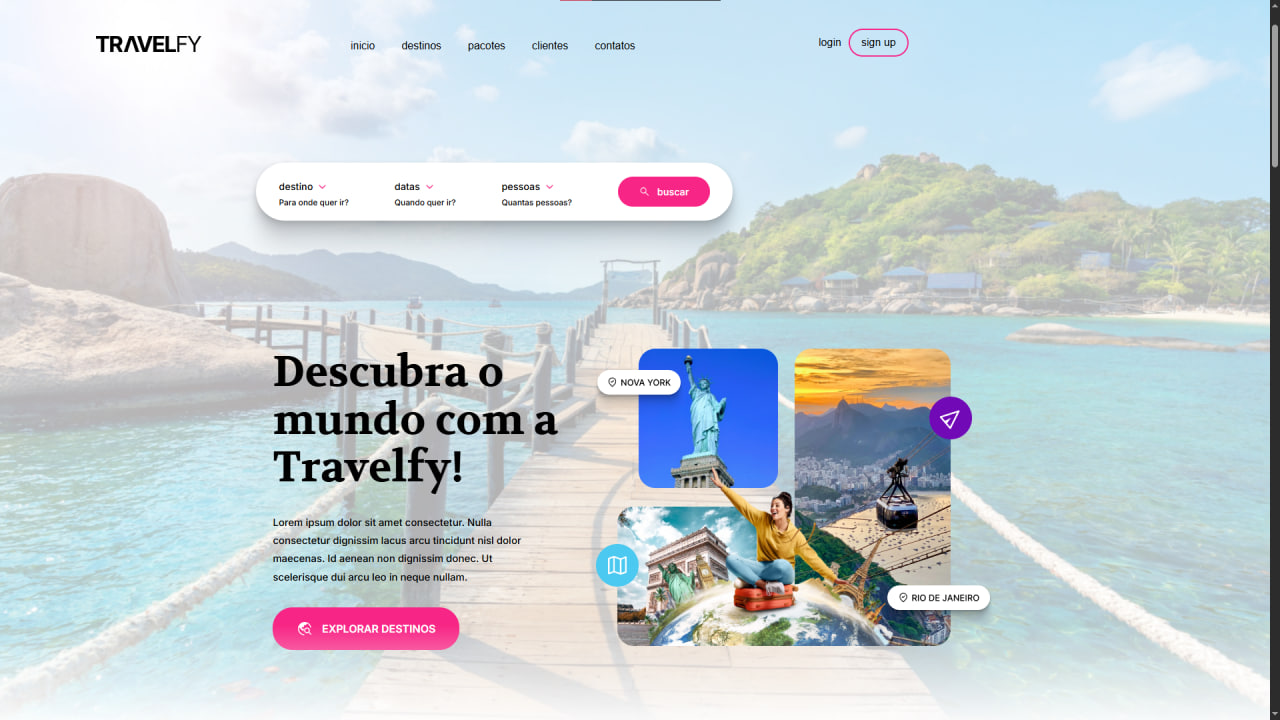 TRAVELFY
inicio destinos pacotes clientes contatos
login sign up
destino datas pessoas buscar
Para onde quer ir? Quando quer ir? Quantas pessoas?
Descubra o
mundo com a
Travelfy!
NOVA YORK
Lorem ipsum dolor sit amet consectetur. Nulla
consectetur dignissim lacus arcu tincidunt nisl dolor
maecenas. Id aenean non dignissim donec. Ut
scelerisque dui arcu leo in neque nullam.
RIO DE JANEIRO
EXPLORAR DESTINOS